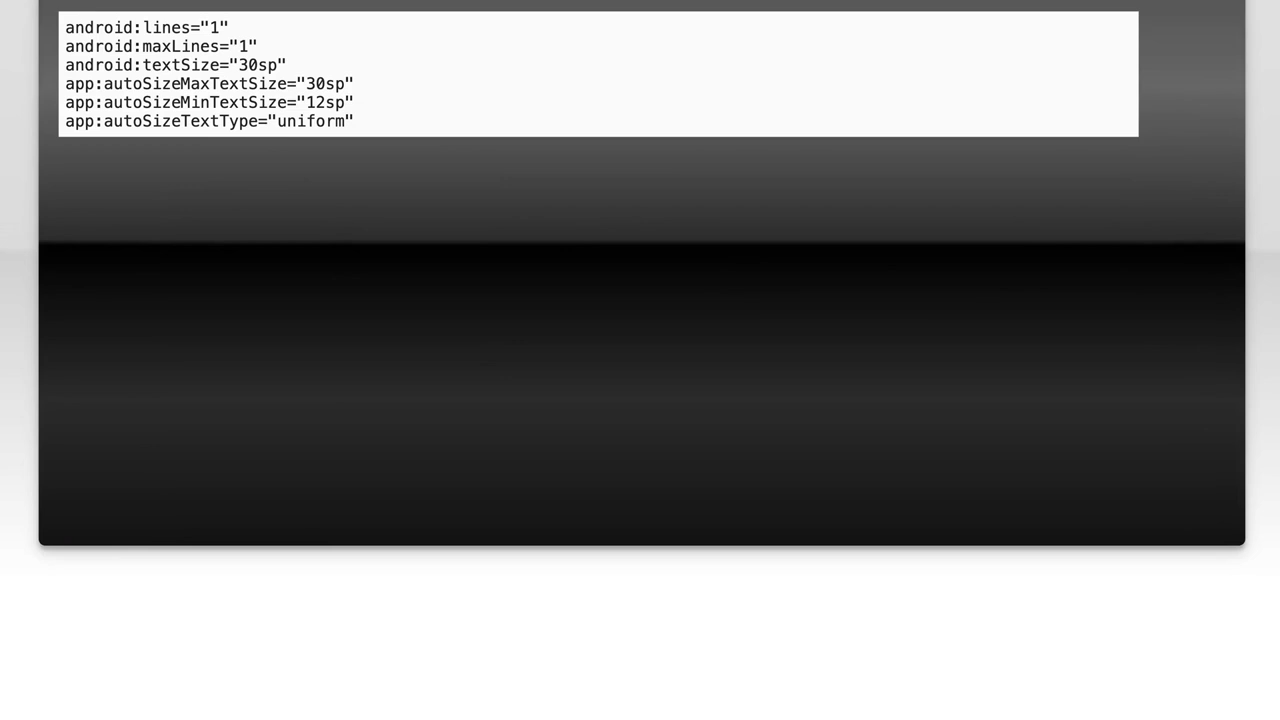 android:lines="1"
android:maxLines="1"
android:textSize="30sp"
app:autoSizeMaxTextSize="30sp"
app:autoSizeMinTextSize="12sp"
app:autoSizeTextType="uniform"